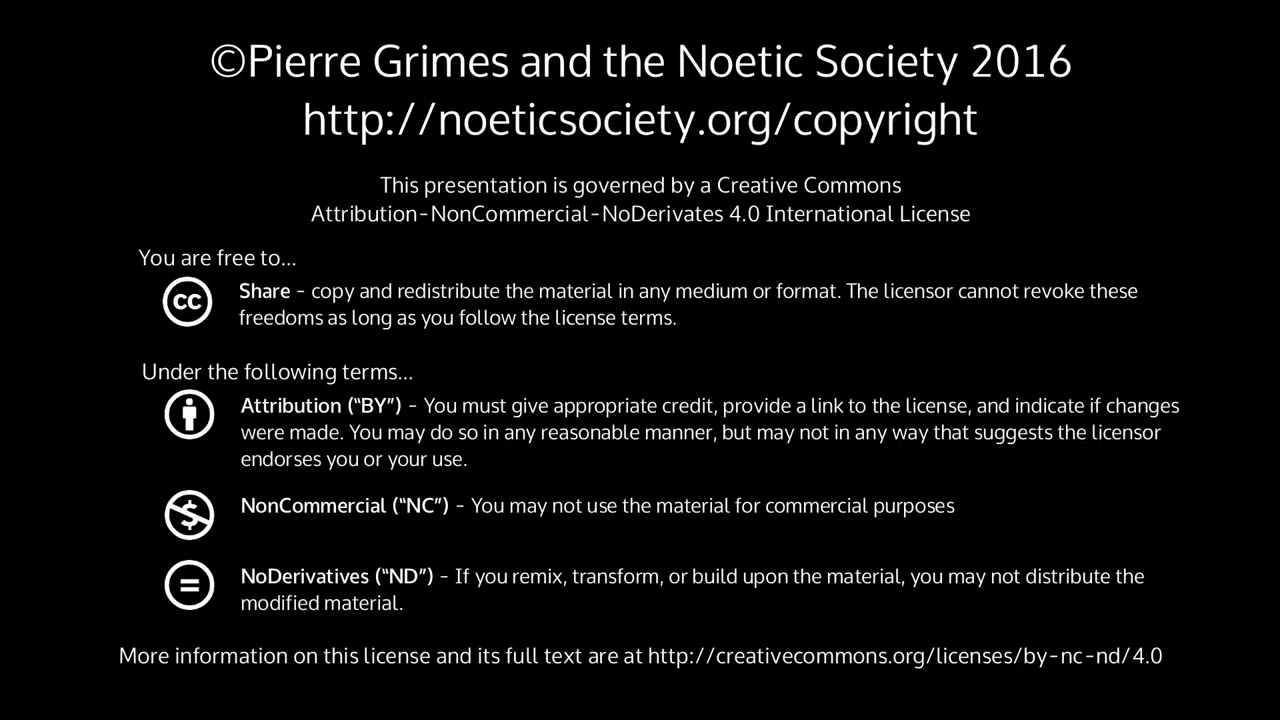 ©Pierre Grimes and the Noetic Society 2016
http://noeticsociety.org/copyright
This presentation is governed by a Creative Commons
Attribution-NonCommercial-NoDerivates 4.0 International License
You are free to...
cc
Share - copy and redistribute the material in any medium or format. The licensor cannot revoke these
freedoms as long as you follow the license terms.
Under the following terms...
Attribution (“BY”) - You must give appropriate credit, provide a link to the license, and indicate if changes
were made. You may do so in any reasonable manner, but may not in any way that suggests the licensor
endorses you or your use.
NonCommercial (“NC”) - You may not use the material for commercial purposes
NoDerivatives (“ND”) - If you remix, transform, or build upon the material, you may not distribute the
modified material.
More information on this license and its full text are at http://creativecommons.org/licenses/by-nc-nd/4.0